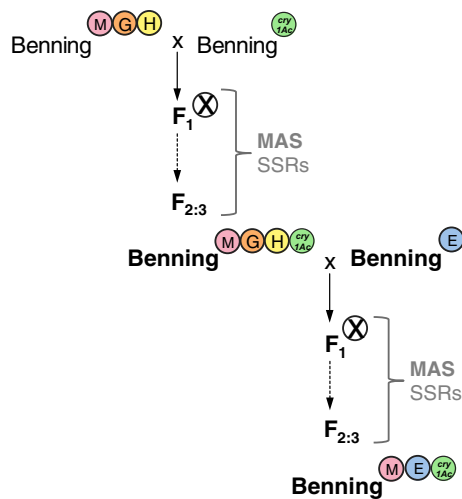 Benning M G H x Benning cry 1Ac
F1 X
MAS
SSRs
F2:3
Benning M G H cry 1Ac x Benning E
F1 X
MAS
SSRs
F2:3
Benning M E cry 1Ac